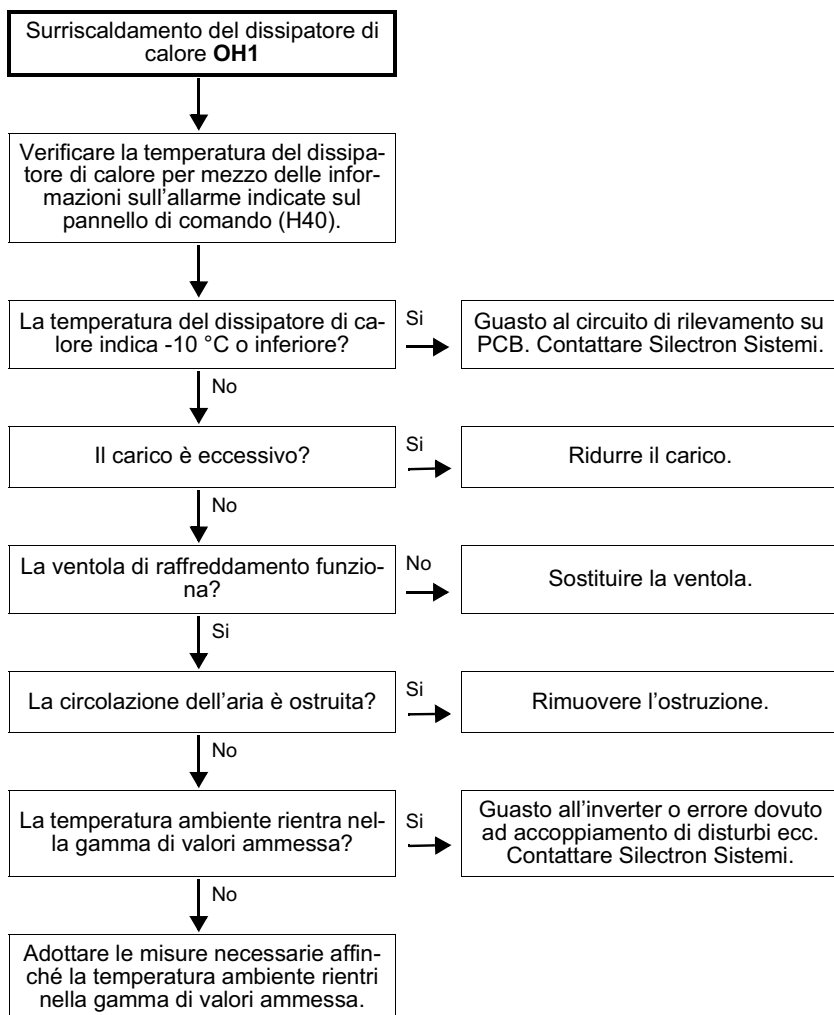 Surriscaldamento del dissipatore di
calore OH1
Verificare la temperatura del dissipa-
tore di calore per mezzo delle infor-
mazioni sull'allarme indicate sul
pannello di comando (H40).
La temperatura del dissipatore di ca-
lore indica -10 °C o inferiore?
Si
Guasto al circuito di rilevamento su
PCB. Contattare Silectron Sistemi.
No
Il carico è eccessivo?
Si
Ridurre il carico.
No
La ventola di raffreddamento funzio-
na?
No
Sostituire la ventola.
Si
La circolazione dell'aria è ostruita?
Si
Rimuovere l'ostruzione.
No
La temperatura ambiente rientra nel-
la gamma di valori ammessa?
Si
Guasto all'inverter o errore dovuto
ad accoppiamento di disturbi ecc.
Contattare Silectron Sistemi.
No
Adottare le misure necessarie affin-
ché la temperatura ambiente rientri
nella gamma di valori ammessa.